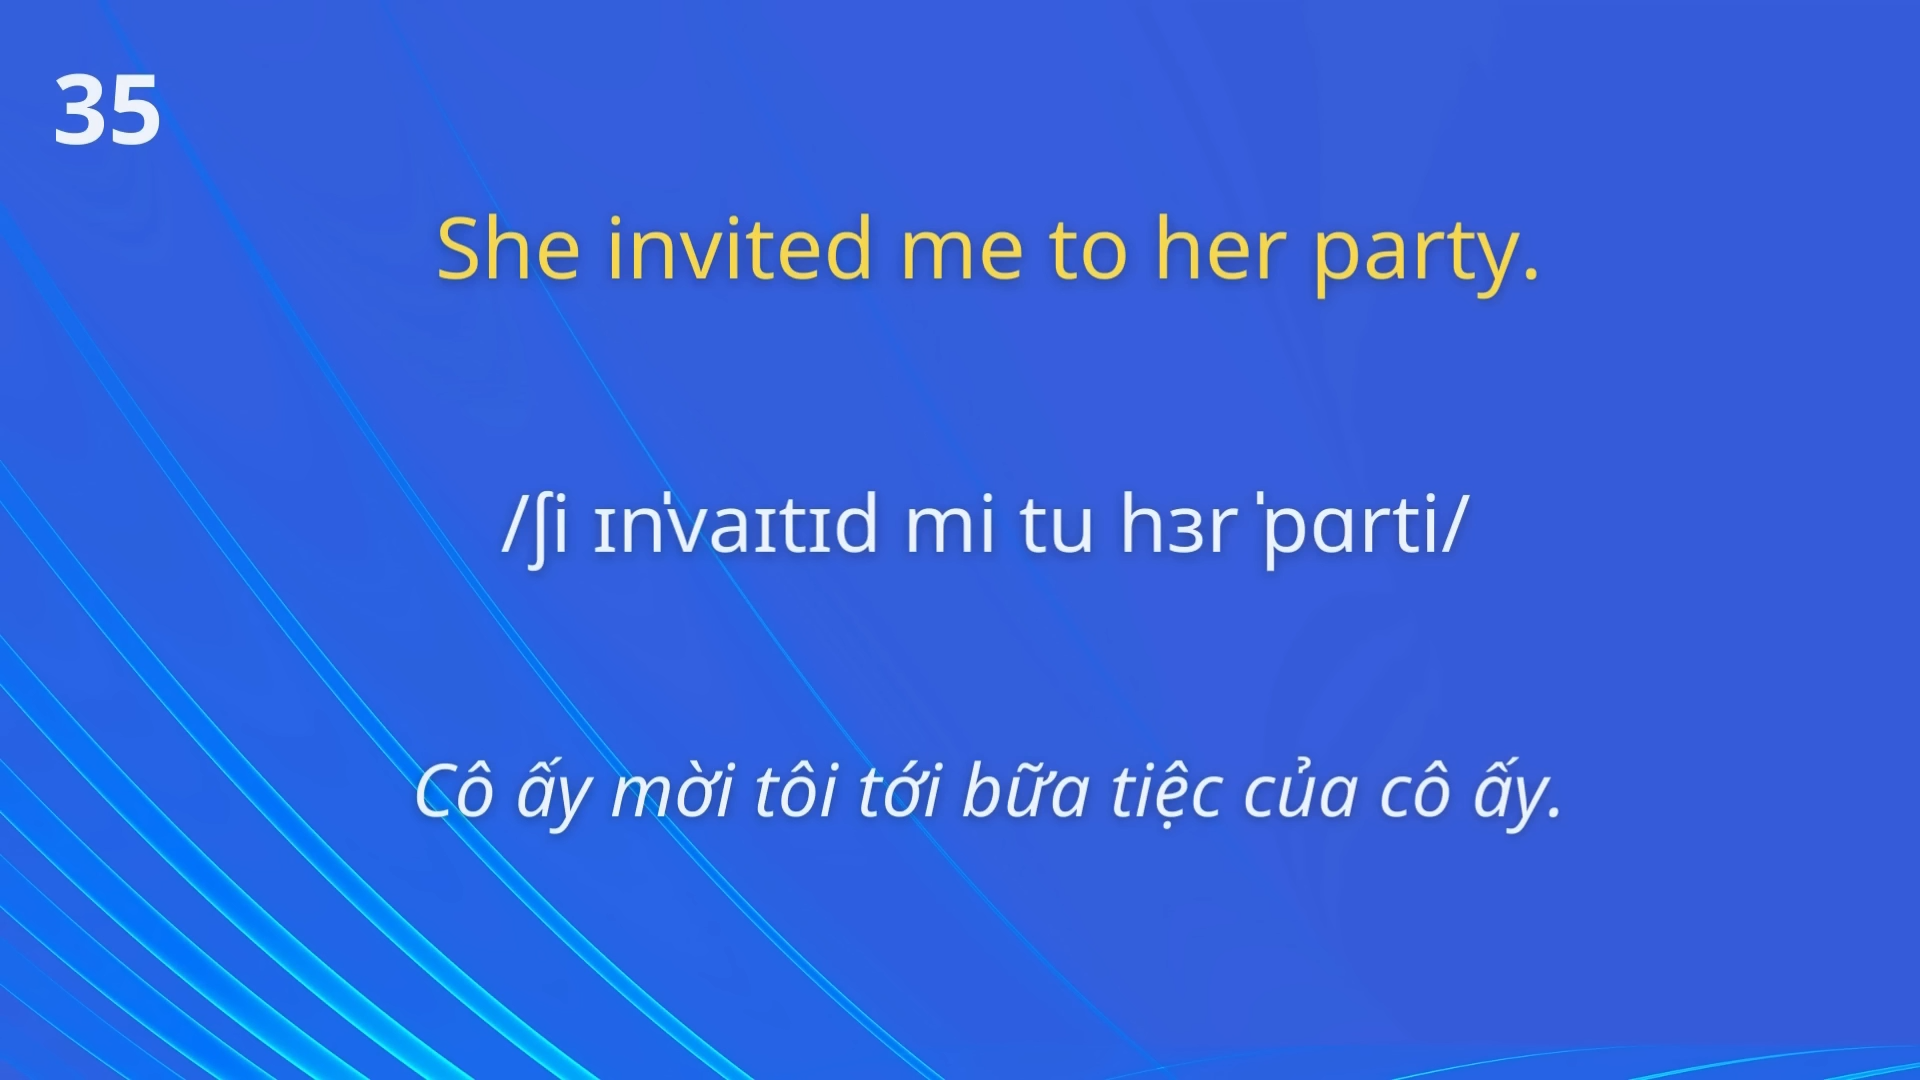 35
She invited me to her party.
/ʃi ɪnˈvaɪtɪd mi tu hɜr ˈpɑrti/
Cô ấy mời tôi tới bữa tiệc của cô ấy.